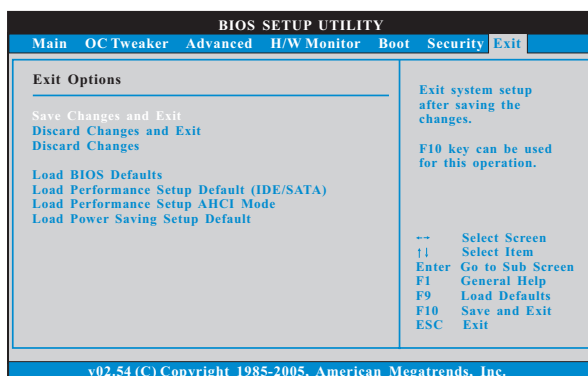 BIOS SETUP UTILITY
Main OC Tweaker Advanced H/W Monitor Boot Security Exit
Exit Options
Save Changes and Exit
Discard Changes and Exit
Discard Changes
Load BIOS Defaults
Load Performance Setup Default (IDE/SATA)
Load Performance Setup AHCI Mode
Load Power Saving Setup Default
Exit system setup
after saving the
changes.
F10 key can be used
for this operation.
↔ Select Screen
↑↓ Select Item
Enter Go to Sub Screen
F1 General Help
F9 Load Defaults
F10 Save and Exit
ESC Exit
v02.54 (C) Copyright 1985-2005, American Megatrends, Inc.